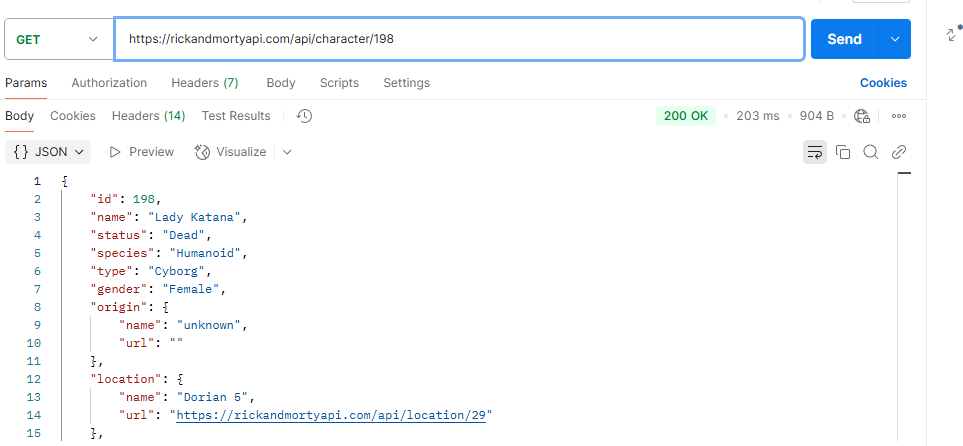 GET https://rickandmortyapi.com/api/character/198 Send
Params Authorization Headers (7) Body Scripts Settings Cookies
Body Cookies Headers (14) Test Results 200 OK • 203 ms • 904 B
{} JSON Preview Visualize
1 {
2 "id": 198,
3 "name": "Lady Katana",
4 "status": "Dead",
5 "species": "Humanoid",
6 "type": "Cyborg",
7 "gender": "Female",
8 "origin": {
9 "name": "unknown",
10 "url": ""
11 },
12 "location": {
13 "name": "Dorian 5",
14 "url": "https://rickandmortyapi.com/api/location/29"
15 },